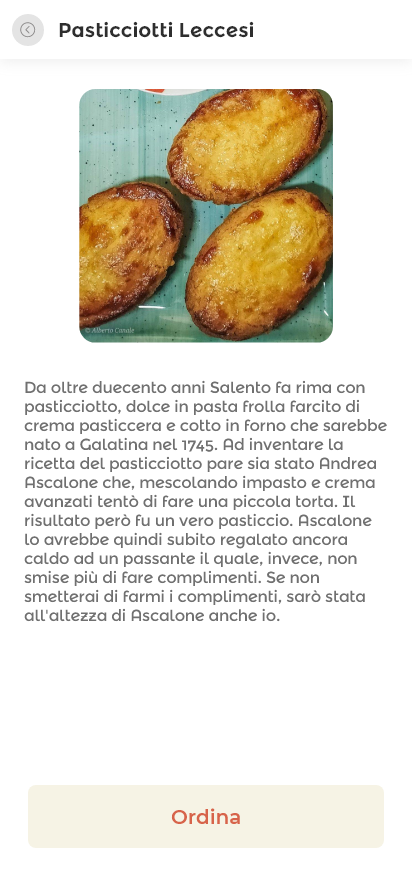 Pasticciotti Leccesi
© Alberto Canale
Da oltre duecento anni Salento fa rima con
pasticciotto, dolce in pasta frolla farcito di
crema pasticcera e cotto in forno che sarebbe
nato a Galatina nel 1745. Ad inventare la
ricetta del pasticciotto pare sia stato Andrea
Ascalone che, mescolando impasto e crema
avanzati tentò di fare una piccola torta. Il
risultato però fu un vero pasticcio. Ascalone
lo avrebbe quindi subito regalato ancora
caldo ad un passante il quale, invece, non
smise più di fare complimenti. Se non
smetterai di farmi i complimenti, sarò stata
all'altezza di Ascalone anche io.
Ordina